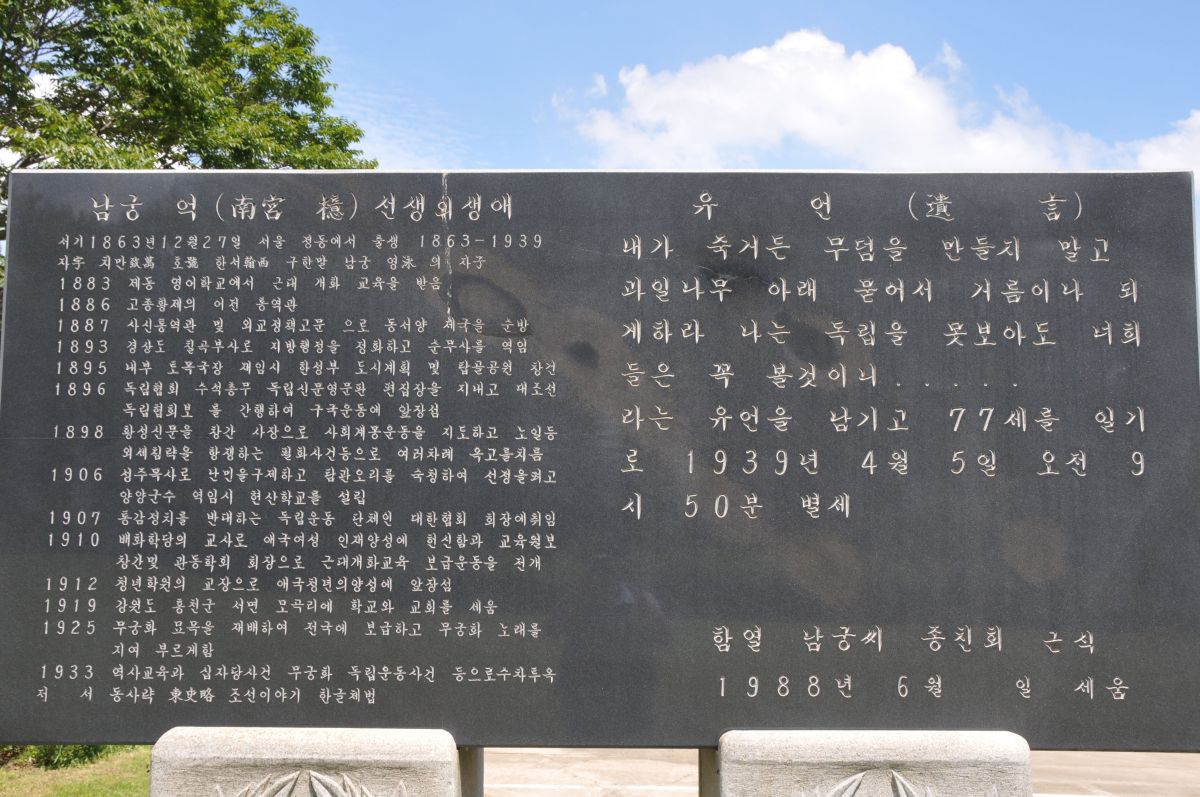 남궁 억 (南宮 檍) 선생의생애
서기1863년12월27일 서울 정동에서 출생 1863-1939
자字 치만致萬 호號 한서翰西 구한말 남궁 영泳 의 차子
1883 제동 영어학교에서 근대 개화 교육을 받음
1886 고종황제의 어전 통역관
1887 사신통역관 및 외교정책고문 으로 동서양 제국을 순방
1893 경상도 칠곡부사로 지방행정을 정화하고 순무사를 역임
1895 내부 토목국장 재임시 한성부 도시계획 및 탑골공원 창건
1896 독립협회 수석총무 독립신문영문판 편집장을 지내고 대조선
독립협회보 를 간행하여 구국운동에 앞장섬
1898 황성신문을 창간 사장으로 사회계몽운동을 지도하고 노일등
외세침략을 항쟁하는 필화사건등으로 여러차례 옥고를치름
1906 성주목사로 난민을구제하고 탐관오리를 숙청하여 선정을펴고
양양군수 역임시 현산학교를 설립
1907 통감정치를 반대하는 독립운동 단체인 대한협회 회장에취임
1910 배화학당의 교사로 애국여성 인재양성에 헌신함과 교육월보
창간및 관동학회 회장으로 근대개화교육 보급운동을 전개
1912 청년학원의 교장으로 애국청년의양성에 앞장섬
1919 강원도 홍천군 서면 모곡리에 학교와 교회를 세움
1925 무궁화 묘목을 재배하여 전국에 보급하고 무궁화 노래를
지여 부르게함
1933 역사교육과 십자당사건 무궁화 독립운동사건 등으로수차투옥
저 서 동사략 東史略 조선이야기 한글체법
유 언 (遺 言)
내가 죽거든 무덤을 만들지 말고
과일나무 아래 묻어서 거름이나 되
게하라 나는 독립을 못보아도 너희
들은 꼭 볼것이니......
라는 유언을 남기고 77세를 일기
로 1939년 4월 5일 오전 9
시 50분 별세
함열 남궁씨 종친회 근식
1988년 6월 일 세움